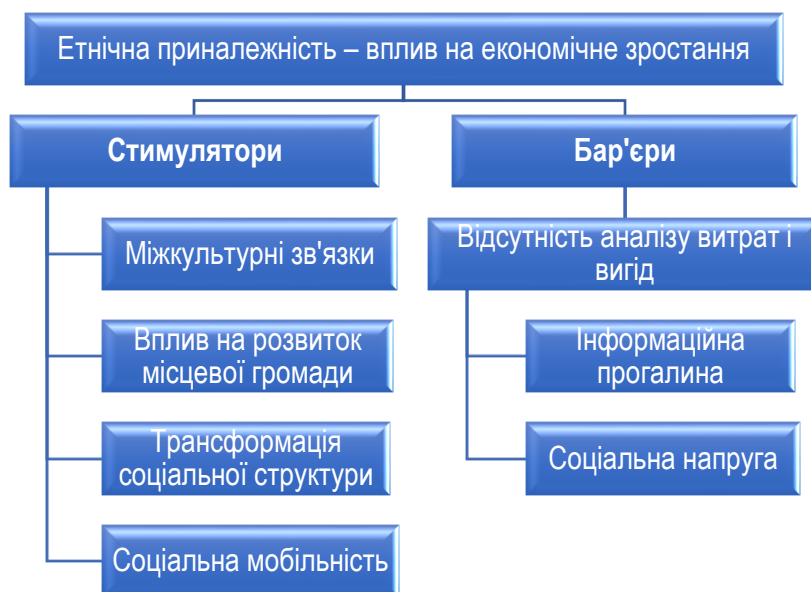 Етнічна приналежність – вплив на економічне зростання
Стимулятори
Міжкультурні зв'язки
Вплив на розвиток
місцевої громади
Трансформація
соціальної структури
Соціальна мобільність
Бар'єри
Відсутність аналізу витрат і
вигід
Інформаційна
прогалина
Соціальна напруга